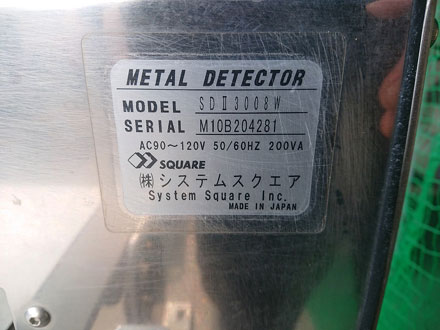 METAL DETECTOR
MODEL SDⅡ3008W
SERIAL M10B204281
AC90～120V 50/60HZ 200VA
SQUARE
㈱システムスクエア
System Square Inc.
MADE IN JAPAN